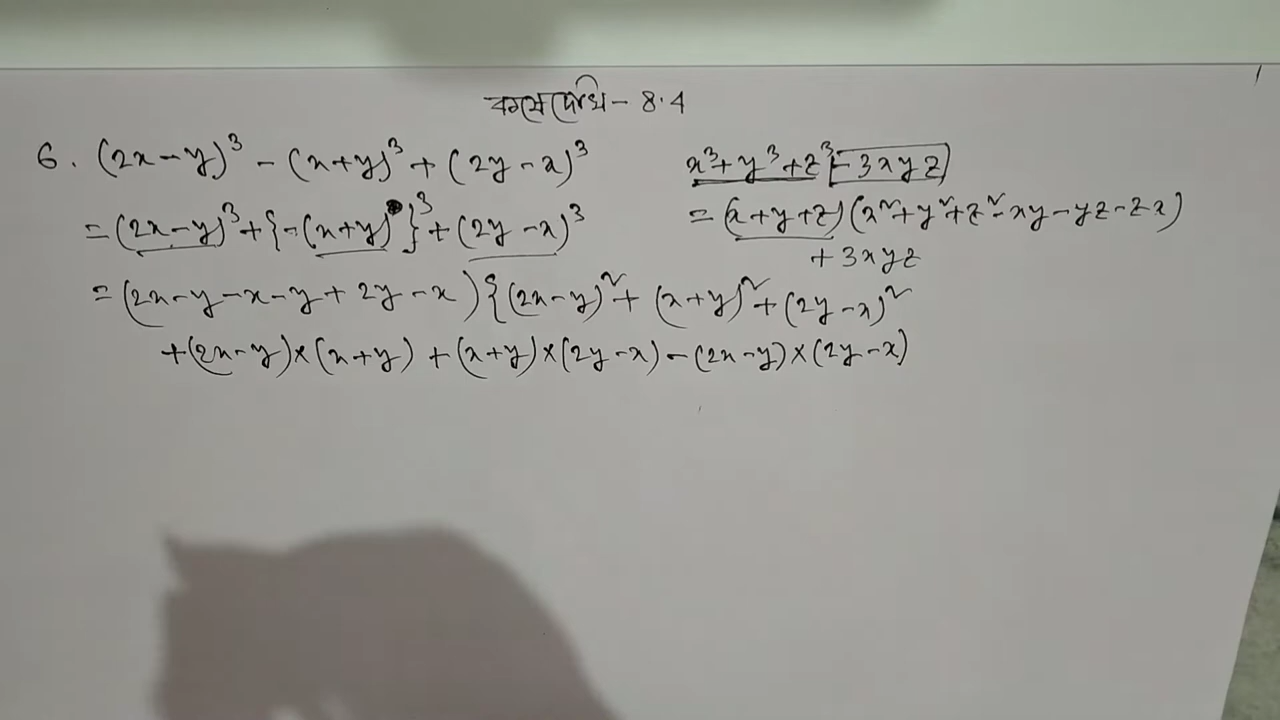 কষে দেখি – 8.4
6. (2x – y)³ – (x+y)³ + (2y – x)³
= (2x – y)³ + {–(x+y)}³ + (2y – x)³
= (2x – y – x – y + 2y – x) {(2x – y)² + (x+y)² + (2y – x)²
+ (2x – y) × (x+y) + (x+y) × (2y – x) – (2x – y) × (2y – x)
x³ + y³ + z³ – 3xyz
= (x + y + z) (x² + y² + z² – xy – yz – zx)
+ 3xyz